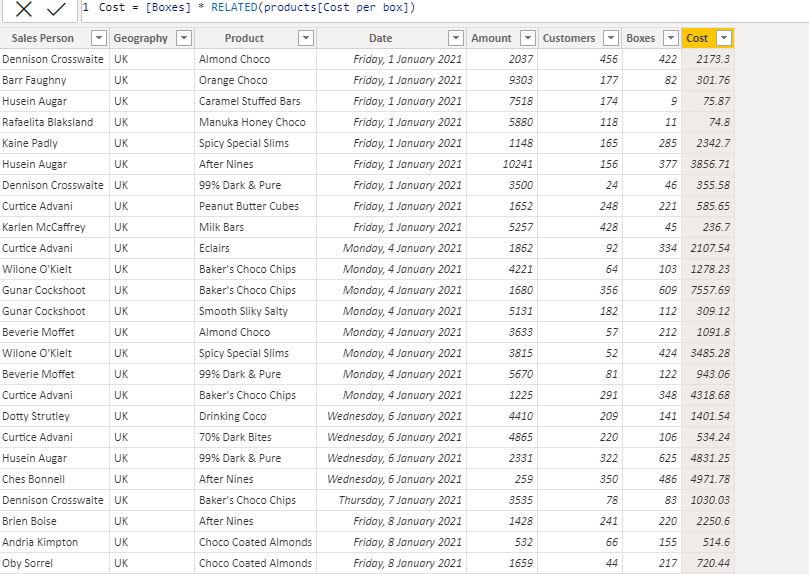 1 Cost = [Boxes] * RELATED(products[Cost per box])
Sales Person Geography Product Date Amount Customers Boxes Cost
Dennison Crosswaite UK Almond Choco Friday, 1 January 2021 2037 456 422 2173.3
Barr Faughny UK Orange Choco Friday, 1 January 2021 9303 177 82 301.76
Husein Augar UK Caramel Stuffed Bars Friday, 1 January 2021 7518 174 9 75.87
Rafaelita Blaksland UK Manuka Honey Choco Friday, 1 January 2021 5880 118 11 74.8
Kaine Padly UK Spicy Special Slims Friday, 1 January 2021 1148 165 285 2342.7
Husein Augar UK After Nines Friday, 1 January 2021 10241 156 377 3856.71
Dennison Crosswaite UK 99% Dark & Pure Friday, 1 January 2021 3500 24 46 355.58
Curtice Advani UK Peanut Butter Cubes Friday, 1 January 2021 1652 248 221 585.65
Karlen McCaffrey UK Milk Bars Friday, 1 January 2021 5257 428 45 236.7
Curtice Advani UK Eclairs Monday, 4 January 2021 1862 92 334 2107.54
Wilone O'Kielt UK Baker's Choco Chips Monday, 4 January 2021 4221 64 103 1278.23
Gunar Cockshoot UK Baker's Choco Chips Monday, 4 January 2021 1680 356 609 7557.69
Gunar Cockshoot UK Smooth Sliky Salty Monday, 4 January 2021 5131 182 112 309.12
Beverie Moffet UK Almond Choco Monday, 4 January 2021 3633 57 212 1091.8
Wilone O'Kielt UK Spicy Special Slims Monday, 4 January 2021 3815 52 424 3485.28
Beverie Moffet UK 99% Dark & Pure Monday, 4 January 2021 5670 81 122 943.06
Curtice Advani UK Baker's Choco Chips Monday, 4 January 2021 1225 291 348 4318.68
Dotty Strutley UK Drinking Coco Wednesday, 6 January 2021 4410 209 141 1401.54
Curtice Advani UK 70% Dark Bites Wednesday, 6 January 2021 4865 220 106 534.24
Husein Augar UK 99% Dark & Pure Wednesday, 6 January 2021 2331 322 625 4831.25
Ches Bonnell UK After Nines Wednesday, 6 January 2021 259 350 486 4971.78
Dennison Crosswaite UK Baker's Choco Chips Thursday, 7 January 2021 3535 78 83 1030.03
Brien Boise UK After Nines Friday, 8 January 2021 1428 241 220 2250.6
Andria Kimpton UK Choco Coated Almonds Friday, 8 January 2021 532 66 155 514.6
Oby Sorrel UK Choco Coated Almonds Friday, 8 January 2021 1659 44 217 720.44